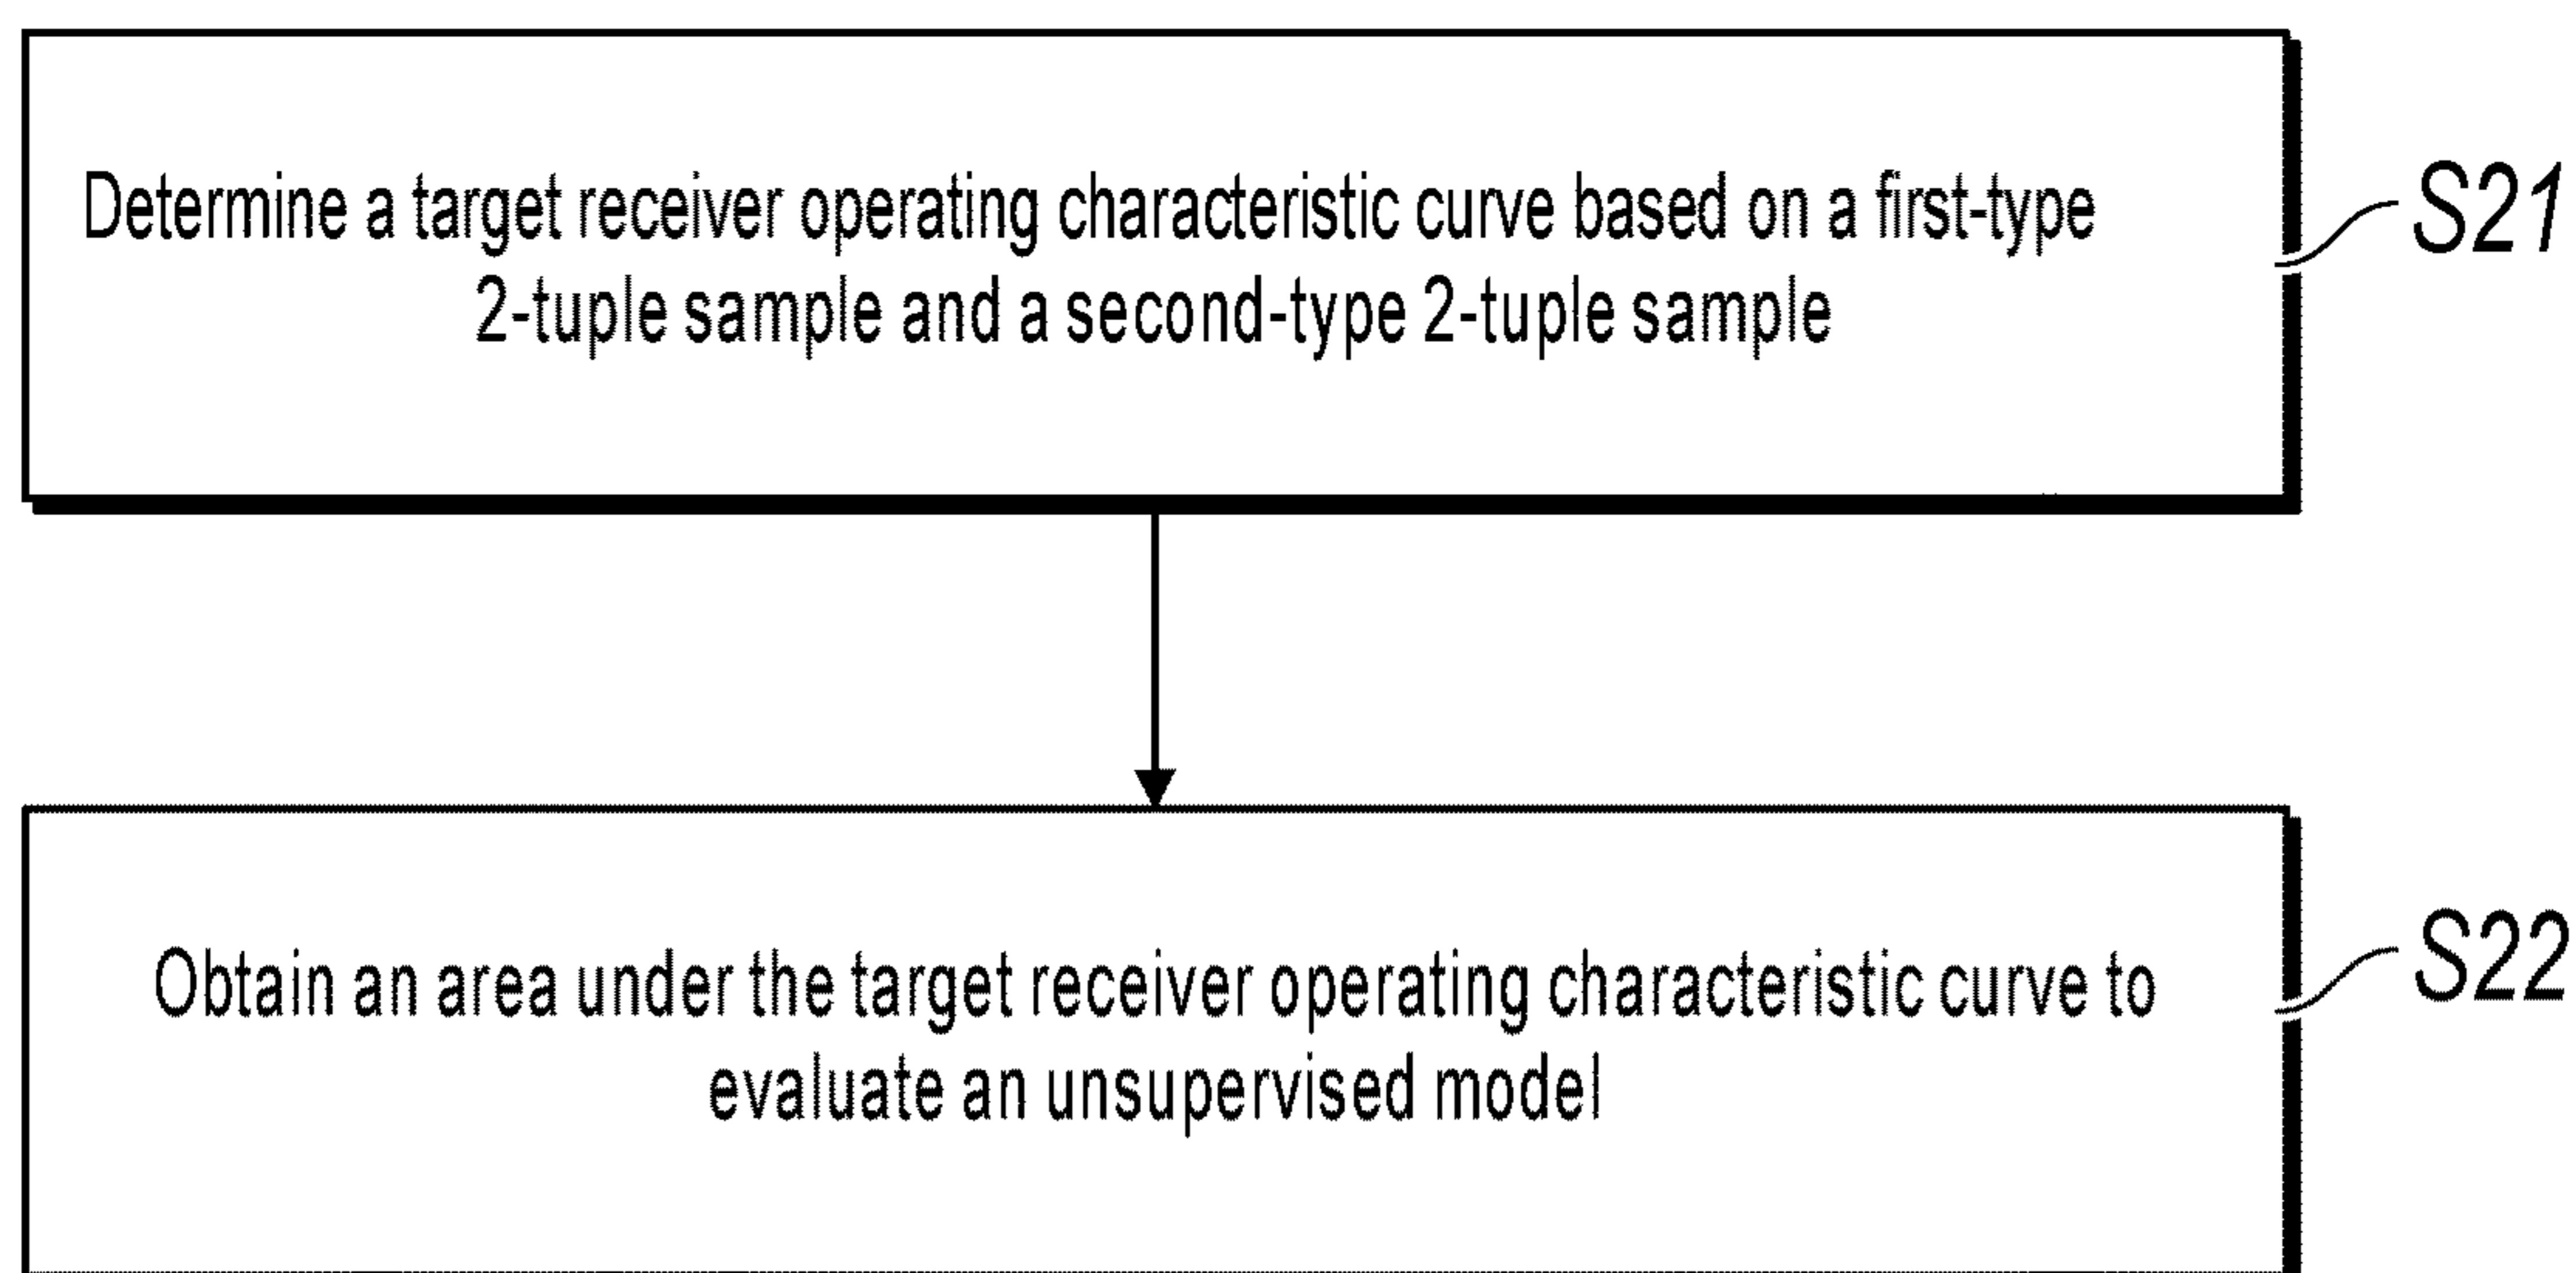 Determine a target receiver operating characteristic curve based on a first-type
2-tuple sample and a second-type 2-tuple sample
S21
Obtain an area under the target receiver operating characteristic curve to
evaluate an unsupervised model
S22